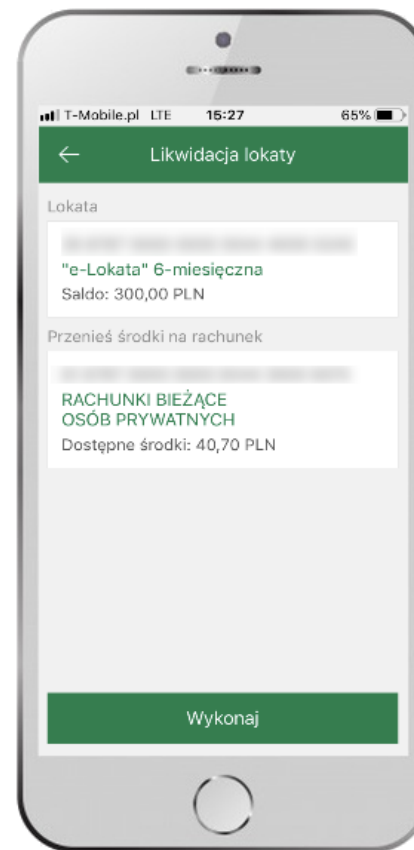 T-Mobile.pl LTE 15:27 65%
Likwidacja lokaty
Lokata
"e-Lokata" 6-miesięczna
Saldo: 300,00 PLN
Przenieś środki na rachunek
RACHUNKI BIEŻĄCE
OSÓB PRYWATNYCH
Dostępne środki: 40,70 PLN
Wykonaj